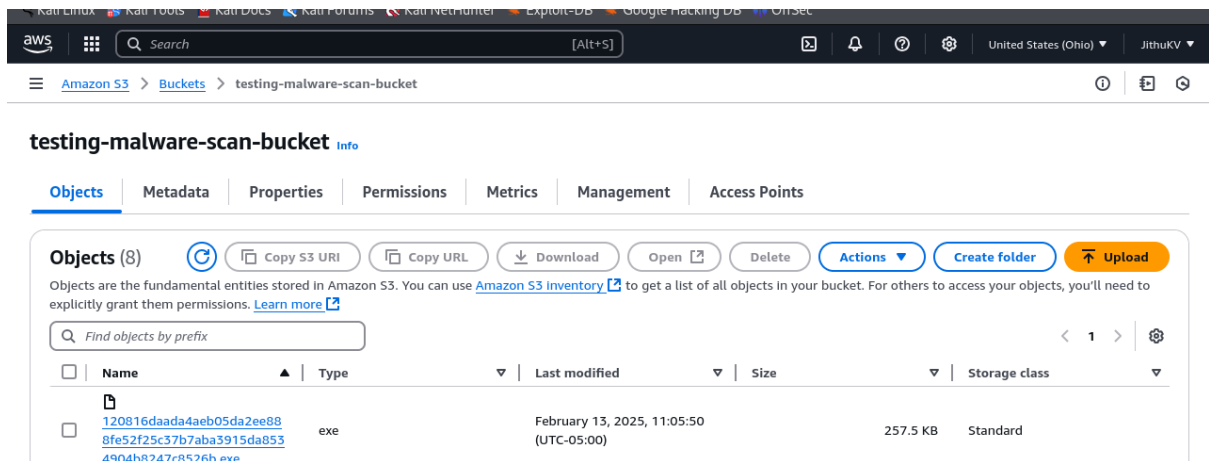 Kali Linux Kali Tools Kali Docs Kali Forums Kali NetHunter Exploit-DB Google Hacking DB OffSec
aws Search [Alt+S] United States (Ohio) ▼ JithuKV ▼
Amazon S3 > Buckets > testing-malware-scan-bucket
testing-malware-scan-bucket Info
Objects Metadata Properties Permissions Metrics Management Access Points
Objects (8) Copy S3 URI Copy URL Download Open Delete Actions ▼ Create folder Upload
Objects are the fundamental entities stored in Amazon S3. You can use Amazon S3 inventory to get a list of all objects in your bucket. For others to access your objects, you'll need to
explicitly grant them permissions. Learn more
Find objects by prefix < 1 >
Name Type Last modified Size Storage class
120816daada4aeb05da2ee88
8fe52f25c37b7aba3915da853
4904b8247c8526b.exe
exe
February 13, 2025, 11:05:50
(UTC-05:00)
257.5 KB
Standard